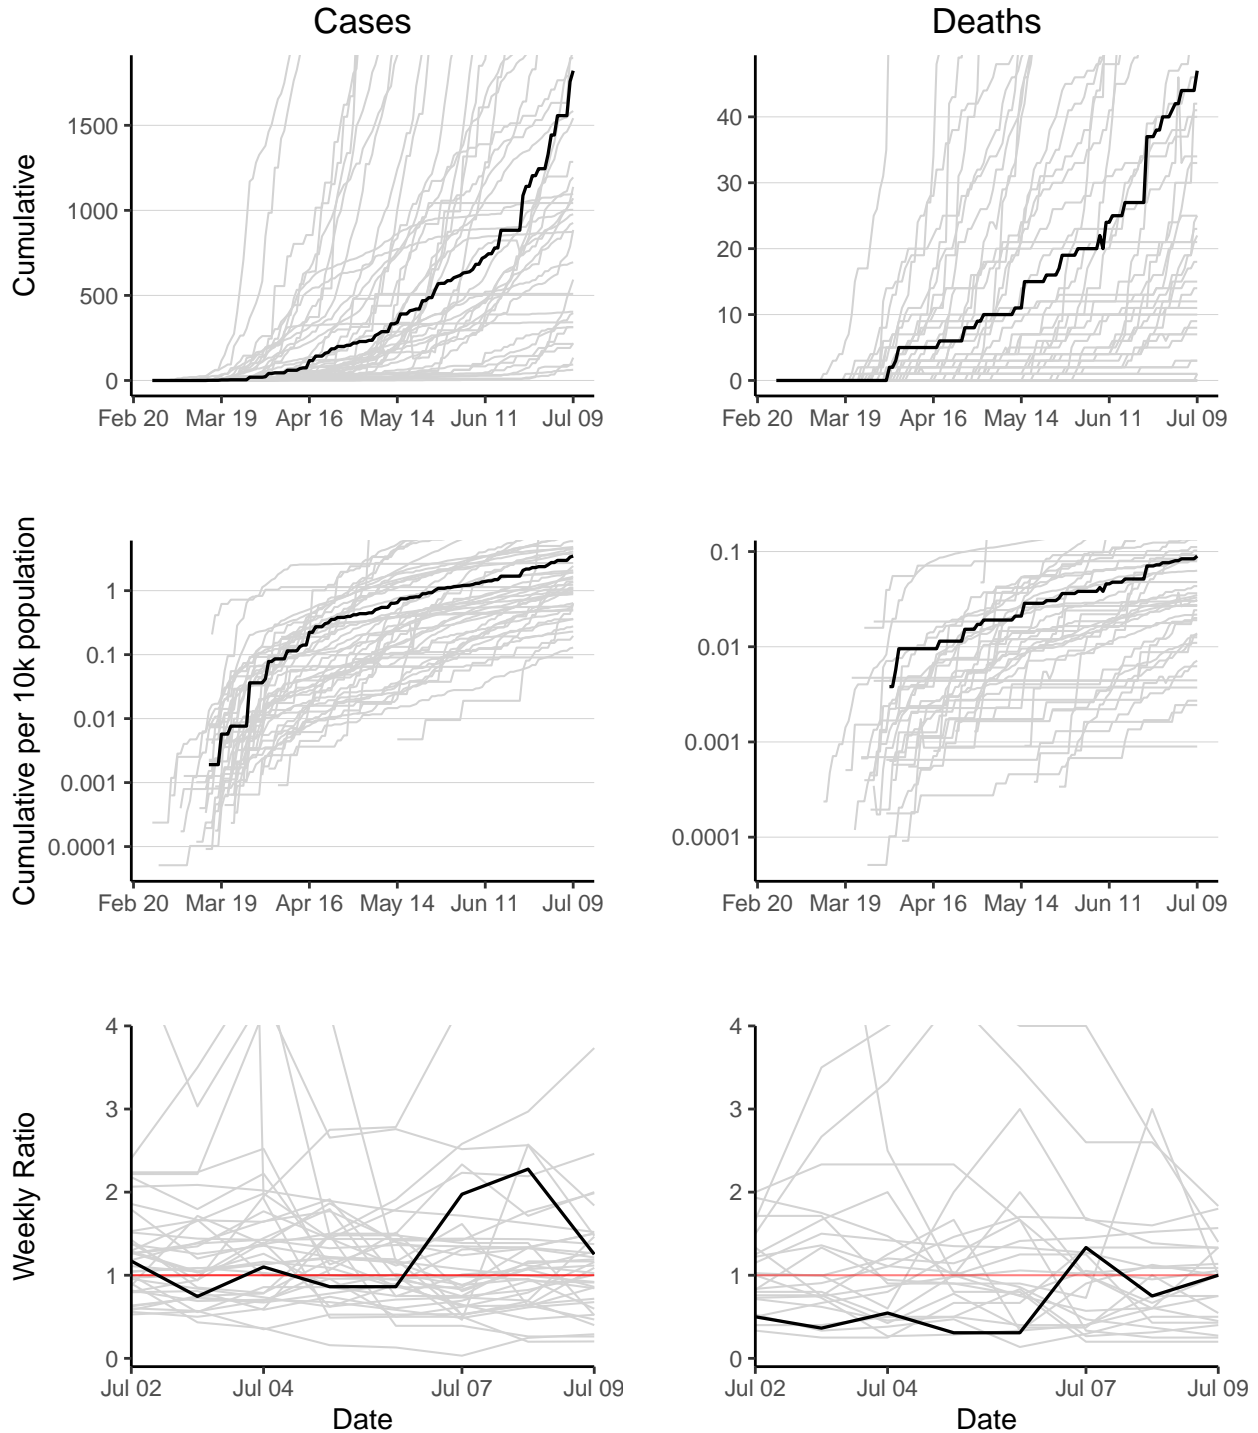 Cases
Deaths
Cumulative
1500
1000
500
0
Feb 20 Mar 19 Apr 16 May 14 Jun 11 Jul 09
40
30
20
10
0
Feb 20 Mar 19 Apr 16 May 14 Jun 11 Jul 09
Cumulative per 10k population
1
0.1
0.01
0.001
0.0001
Feb 20 Mar 19 Apr 16 May 14 Jun 11 Jul 09
0.1
0.01
0.001
0.0001
Feb 20 Mar 19 Apr 16 May 14 Jun 11 Jul 09
Weekly Ratio
4
3
2
1
0
Jul 02 Jul 04 Jul 07 Jul 09
Date
4
3
2
1
0
Jul 02 Jul 04 Jul 07 Jul 09
Date